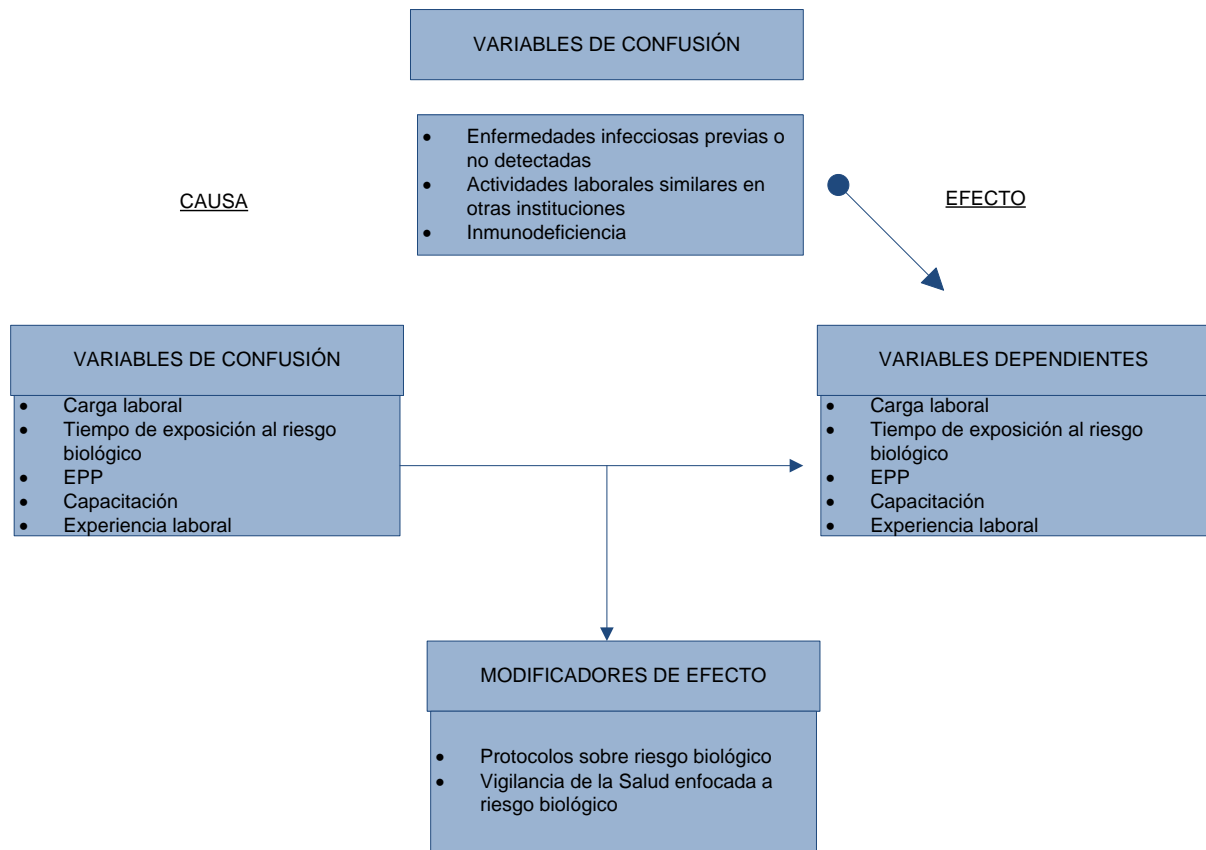 VARIABLES DE CONFUSIÓN
• Enfermedades infecciosas previas o
no detectadas
• Actividades laborales similares en
otras instituciones
• Inmunodeficiencia
CAUSA
EFECTO
VARIABLES DE CONFUSIÓN
• Carga laboral
• Tiempo de exposición al riesgo
biológico
• EPP
• Capacitación
• Experiencia laboral
VARIABLES DEPENDIENTES
• Carga laboral
• Tiempo de exposición al riesgo
biológico
• EPP
• Capacitación
• Experiencia laboral
MODIFICADORES DE EFECTO
• Protocolos sobre riesgo biológico
• Vigilancia de la Salud enfocada a
riesgo biológico